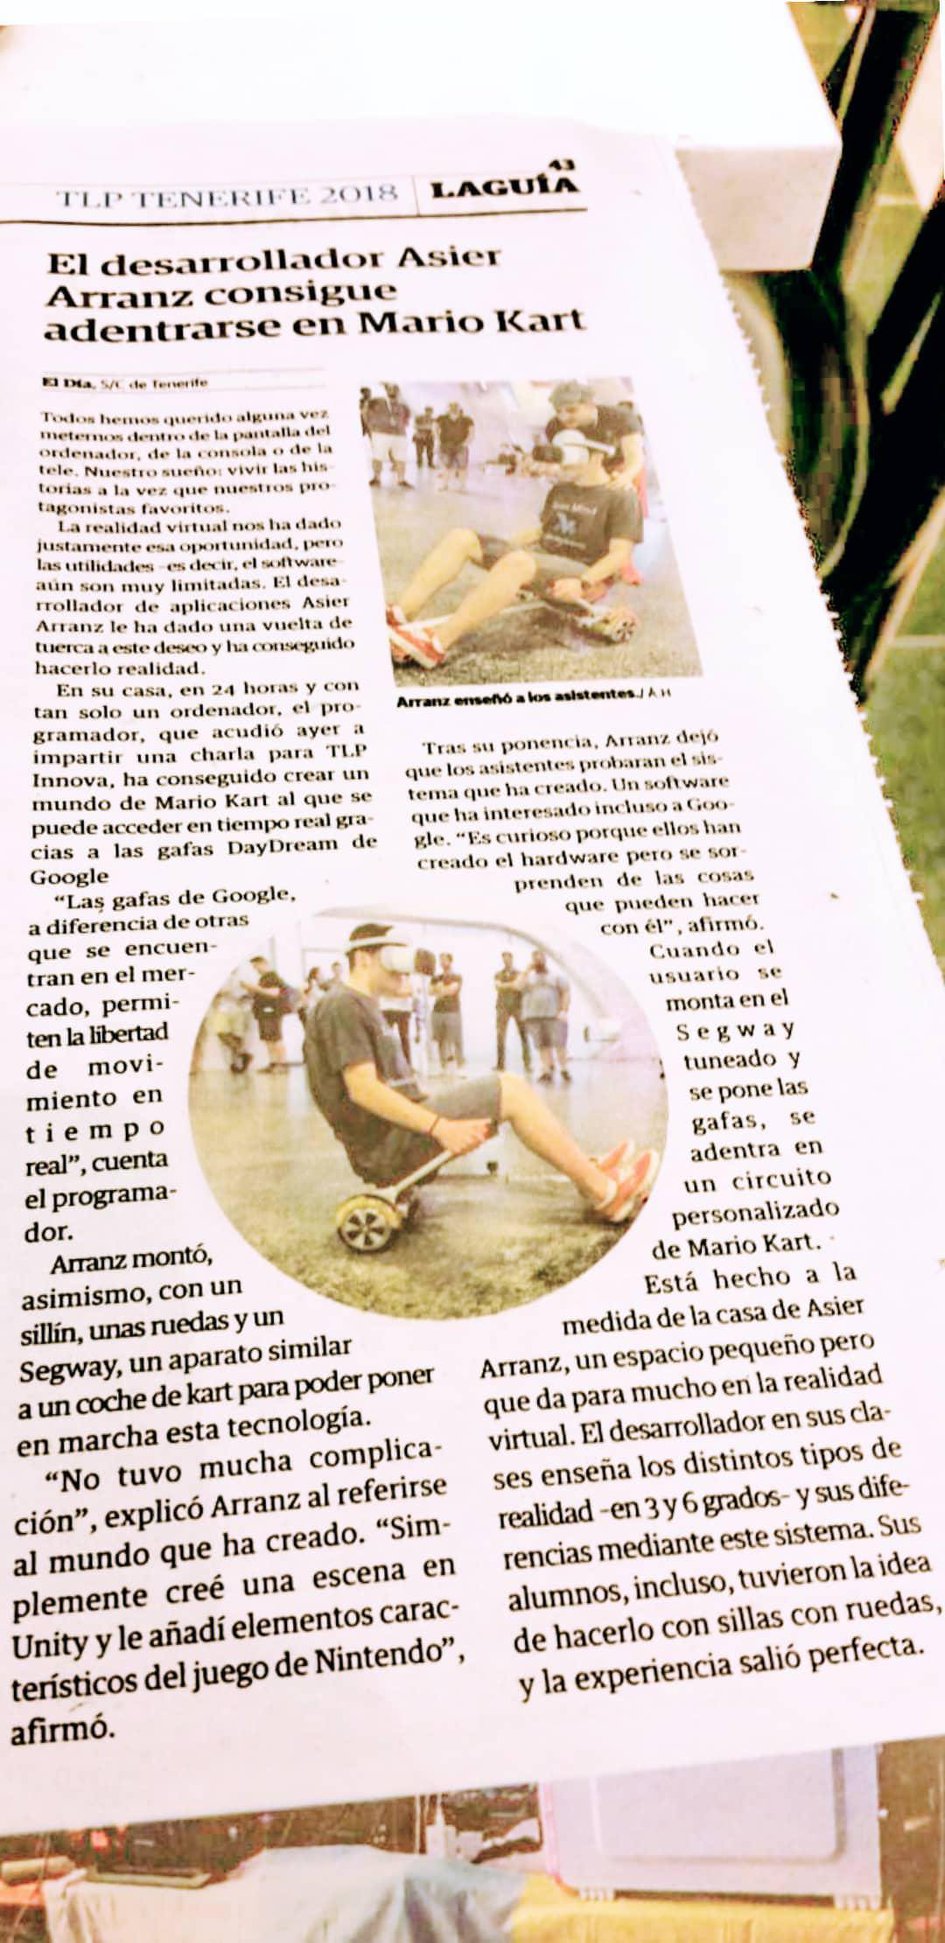 43
TLP TENERIFE 2018
LAGUÍA
El desarrollador Asier
Arranz consigue
adentrarse en Mario Kart
El Día, S/C de Tenerife
Todos hemos querido alguna vez
meternos dentro de la pantalla del
ordenador, de la consola o de la
tele. Nuestro sueño: vivir las his-
torias a la vez que nuestros pro-
tagonistas favoritos.
La realidad virtual nos ha dado
justamente esa oportunidad, pero
las utilidades -es decir, el software-
aún son muy limitadas. El desa-
rrollador de aplicaciones Asier
Arranz le ha dado una vuelta de
tuerca a este deseo y ha conseguido
hacerlo realidad.
En su casa, en 24 horas y con
tan solo un ordenador, el pro-
gramador, que acudió ayer a
impartir una charla para TLP
Innova, ha conseguido crear un
mundo de Mario Kart al que se
puede acceder en tiempo real gra-
cias a las gafas DayDream de
Google
“Las gafas de Google,
a diferencia de otras
que se encuen-
tran en el mer-
cado, permi-
ten la libertad
de movi-
miento en
tiempo
real”, cuenta
el programa-
dor.
Arranz montó,
asimismo, con un
sillín, unas ruedas y un
Segway, un aparato similar
a un coche de kart para poder poner
en marcha esta tecnología.
“No tuvo mucha complica-
ción”, explicó Arranz al referirse
al mundo que ha creado. “Sim-
plemente creé una escena en
Unity y le añadí elementos carac-
terísticos del juego de Nintendo”,
afirmó.
Arranz enseñó a los asistentes./ A H
Tras su ponencia, Arranz dejó
que los asistentes probaran el sis-
tema que ha creado. Un software
que ha interesado incluso a Goo-
gle. “Es curioso porque ellos han
creado el hardware pero se sor-
prenden de las cosas
que pueden hacer
con él”, afirmó.
Cuando el
usuario se
monta en el
Segway
tuneado y
se pone las
gafas, se
adentra en
un circuito
personalizado
de Mario Kart.
Está hecho a la
medida de la casa de Asier
Arranz, un espacio pequeño pero
que da para mucho en la realidad
virtual. El desarrollador en sus cla-
ses enseña los distintos tipos de
realidad -en 3 y 6 grados- y sus dife-
rencias mediante este sistema. Sus
alumnos, incluso, tuvieron la idea
de hacerlo con sillas con ruedas,
y la experiencia salió perfecta.